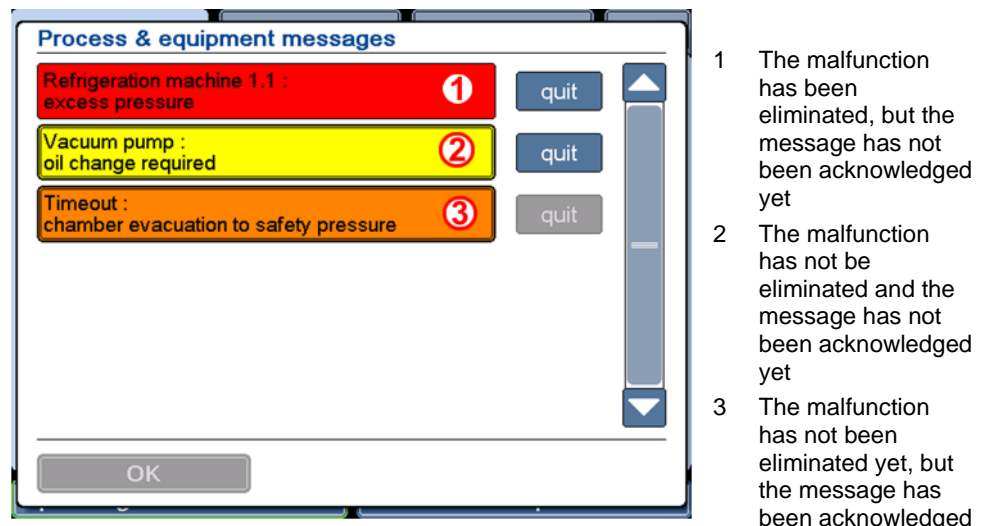 Process & equipment messages
Refrigeration machine 1.1 :
excess pressure
1
quit
Vacuum pump :
oil change required
2
quit
Timeout :
chamber evacuation to safety pressure
3
quit
OK
1 The malfunction
has been
eliminated, but the
message has not
been acknowledged
yet
2 The malfunction
has not be
eliminated and the
message has not
been acknowledged
yet
3 The malfunction
has not been
eliminated yet, but
the message has
been acknowledged